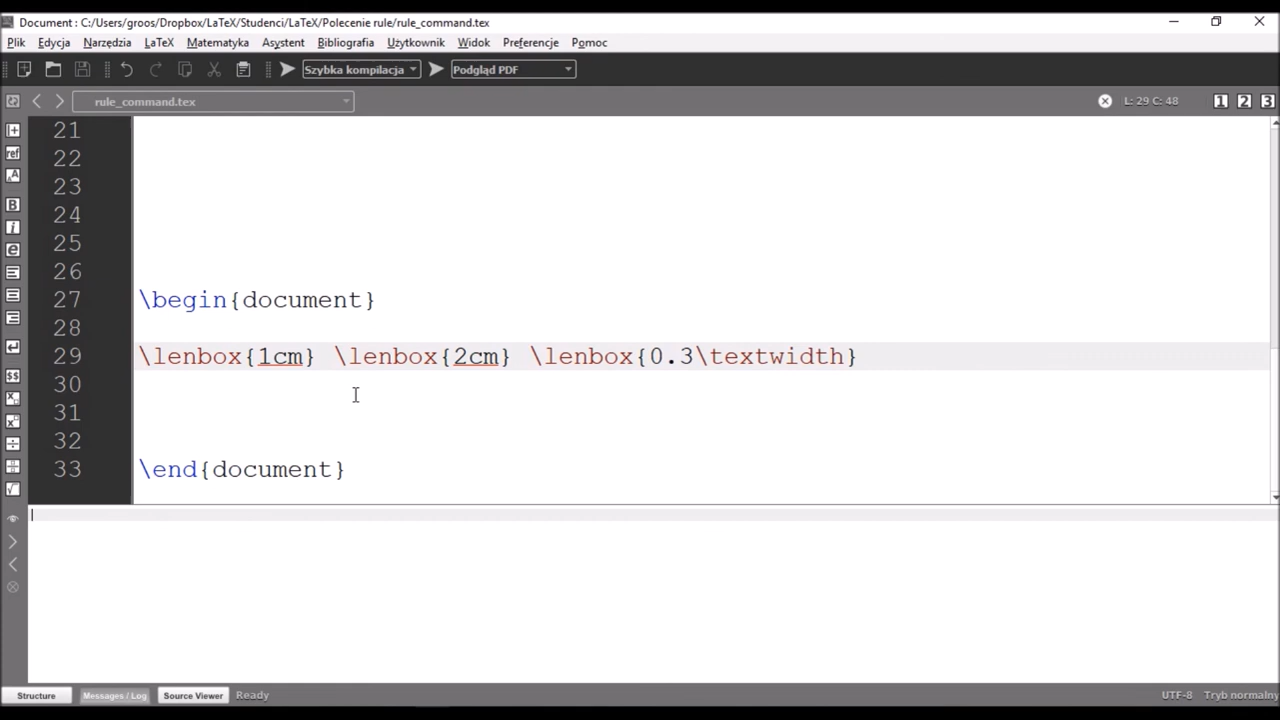 Document : C:/Users/groos/Dropbox/LaTeX/Studenci/LaTeX/Polecenie rule/rule_command.tex
Plik Edycja Narzędzia LaTeX Matematyka Asystent Bibliografia Użytkownik Widok Preferencje Pomoc
Szybka kompilacja Podgląd PDF
rule_command.tex L: 29 C: 48 1 2 3
21
22
23
24
25
26
27 \begin{document}
28
29 \lenbox{1cm} \lenbox{2cm} \lenbox{0.3\textwidth}
30
31
32
33 \end{document}
Structure Messages / Log Source Viewer Ready UTF-8 Tryb normalny